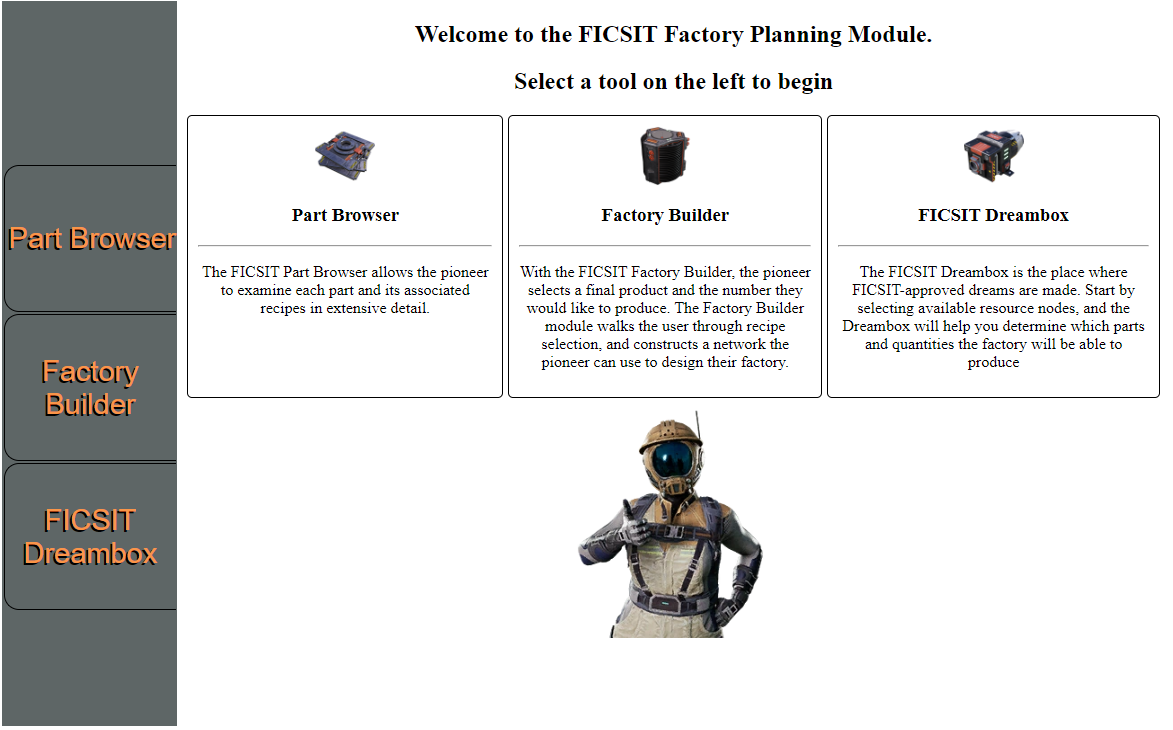 Welcome to the FICSIT Factory Planning Module.
Select a tool on the left to begin
Part Browser
Factory
Builder
FICSIT
Dreambox
Part Browser
The FICSIT Part Browser allows the pioneer
to examine each part and its associated
recipes in extensive detail.
Factory Builder
With the FICSIT Factory Builder, the pioneer
selects a final product and the number they
would like to produce. The Factory Builder
module walks the user through recipe
selection, and constructs a network the
pioneer can use to design their factory.
FICSIT Dreambox
The FICSIT Dreambox is the place where
FICSIT-approved dreams are made. Start by
selecting available resource nodes, and the
Dreambox will help you determine which parts
and quantities the factory will be able to
produce